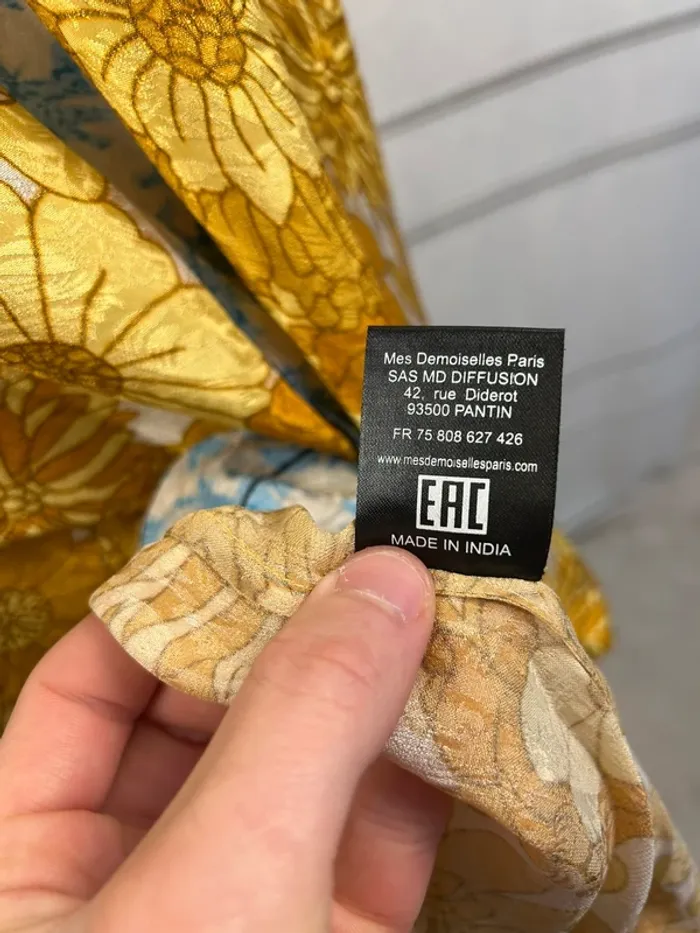 Mes Demoiselles Paris
SAS MD DIFFUSION
42, rue Diderot
93500 PANTIN
FR 75 808 627 426
www.mesdemoisellesparis.com
EAC
MADE IN INDIA